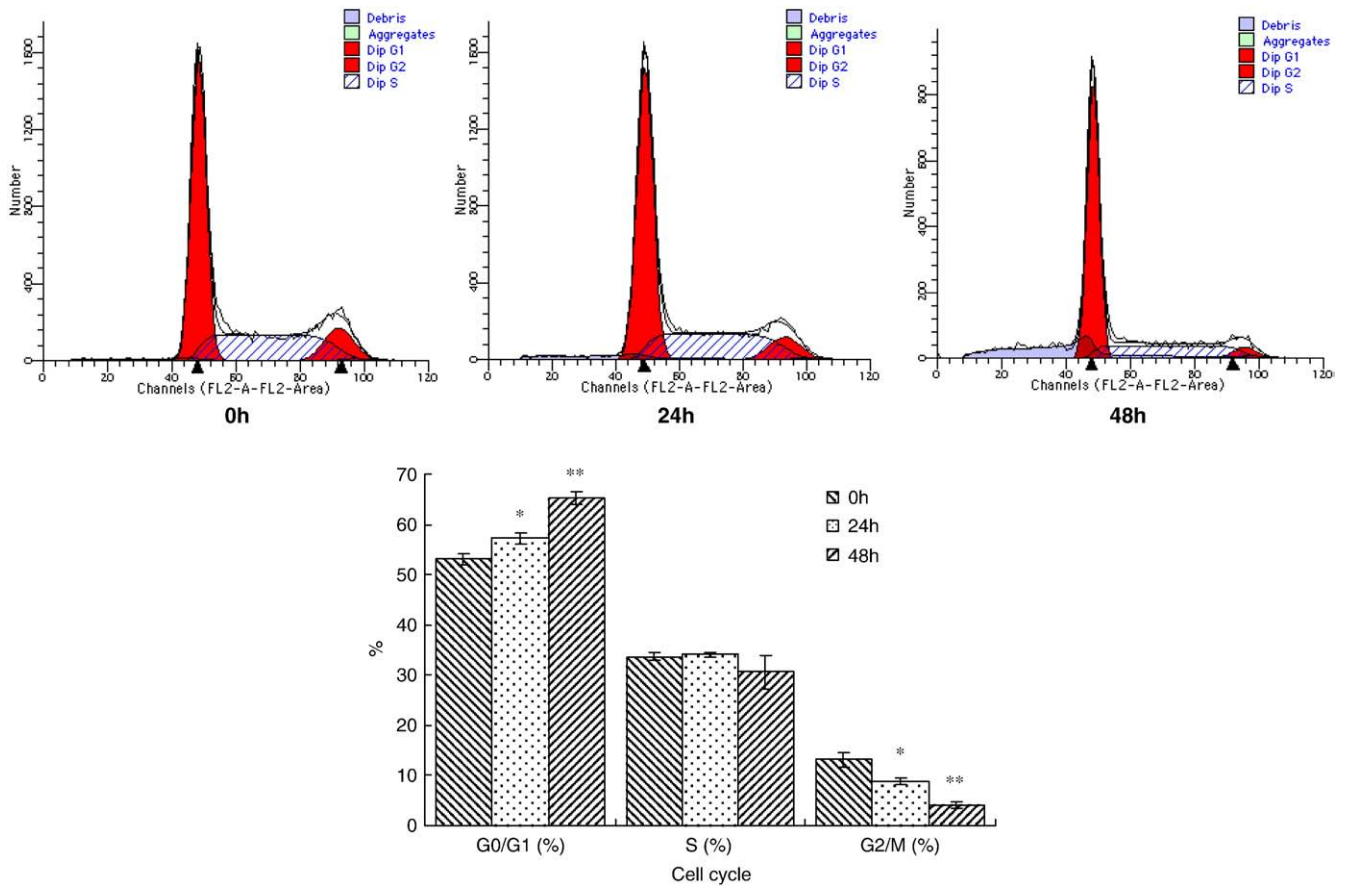 Debris
Aggregates
Dip G1
Dip G2
Dip S
Number
1600
1200
800
400
0
0 20 40 60 80 100 120
Channels (FL2-A-FL2-Area)
0h
Debris
Aggregates
Dip G1
Dip G2
Dip S
Number
1600
1200
800
400
0
0 20 40 60 80 100 120
Channels (FL2-A-FL2-Area)
24h
Debris
Aggregates
Dip G1
Dip G2
Dip S
Number
800
600
400
200
0
0 20 40 60 80 100 120
Channels (FL2-A-FL2-Area)
48h
%
70
60
50
40
30
20
10
0
* **
* **
0h
24h
48h
G0/G1 (%) S (%) G2/M (%)
Cell cycle